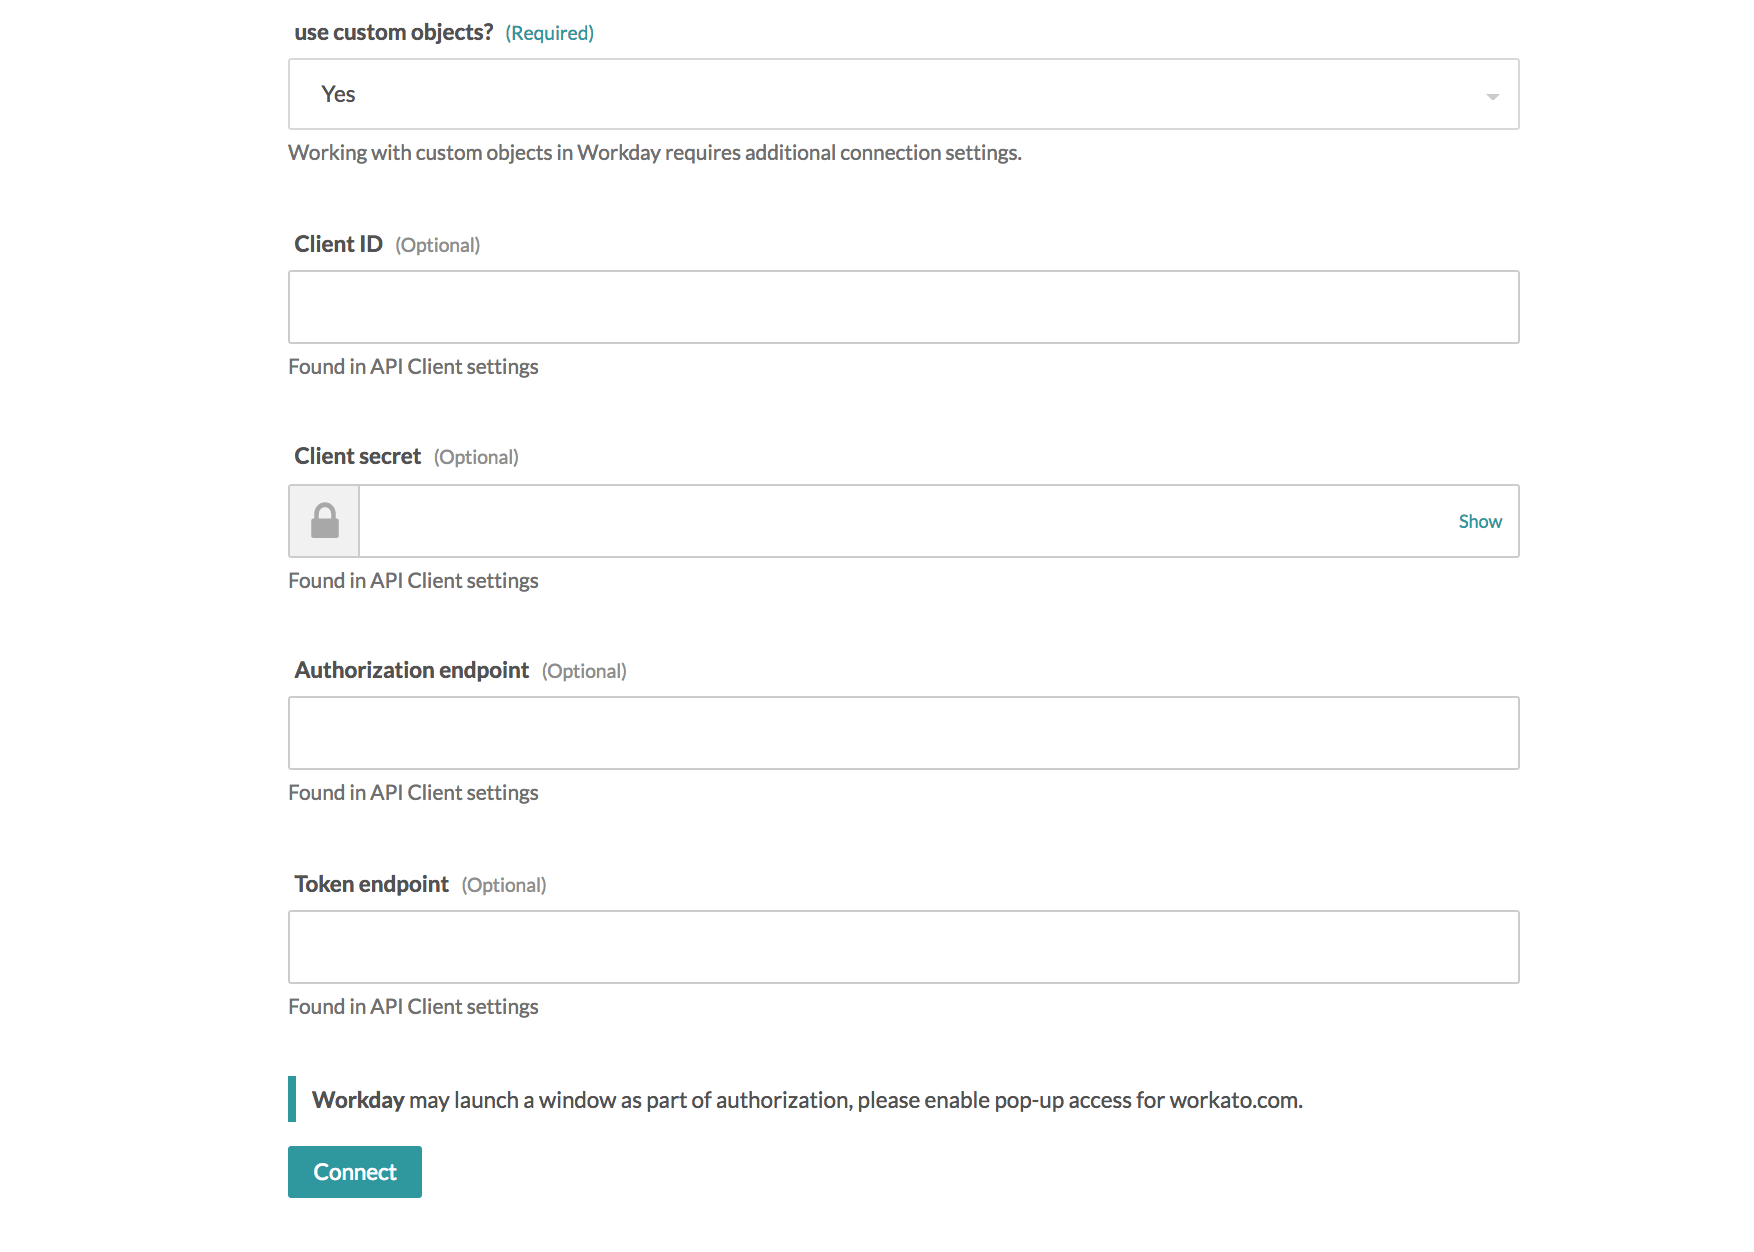 use custom objects? (Required)
Yes
Working with custom objects in Workday requires additional connection settings.
Client ID (Optional)
Found in API Client settings
Client secret (Optional)
Show
Found in API Client settings
Authorization endpoint (Optional)
Found in API Client settings
Token endpoint (Optional)
Found in API Client settings
Workday may launch a window as part of authorization, please enable pop-up access for workato.com.
Connect